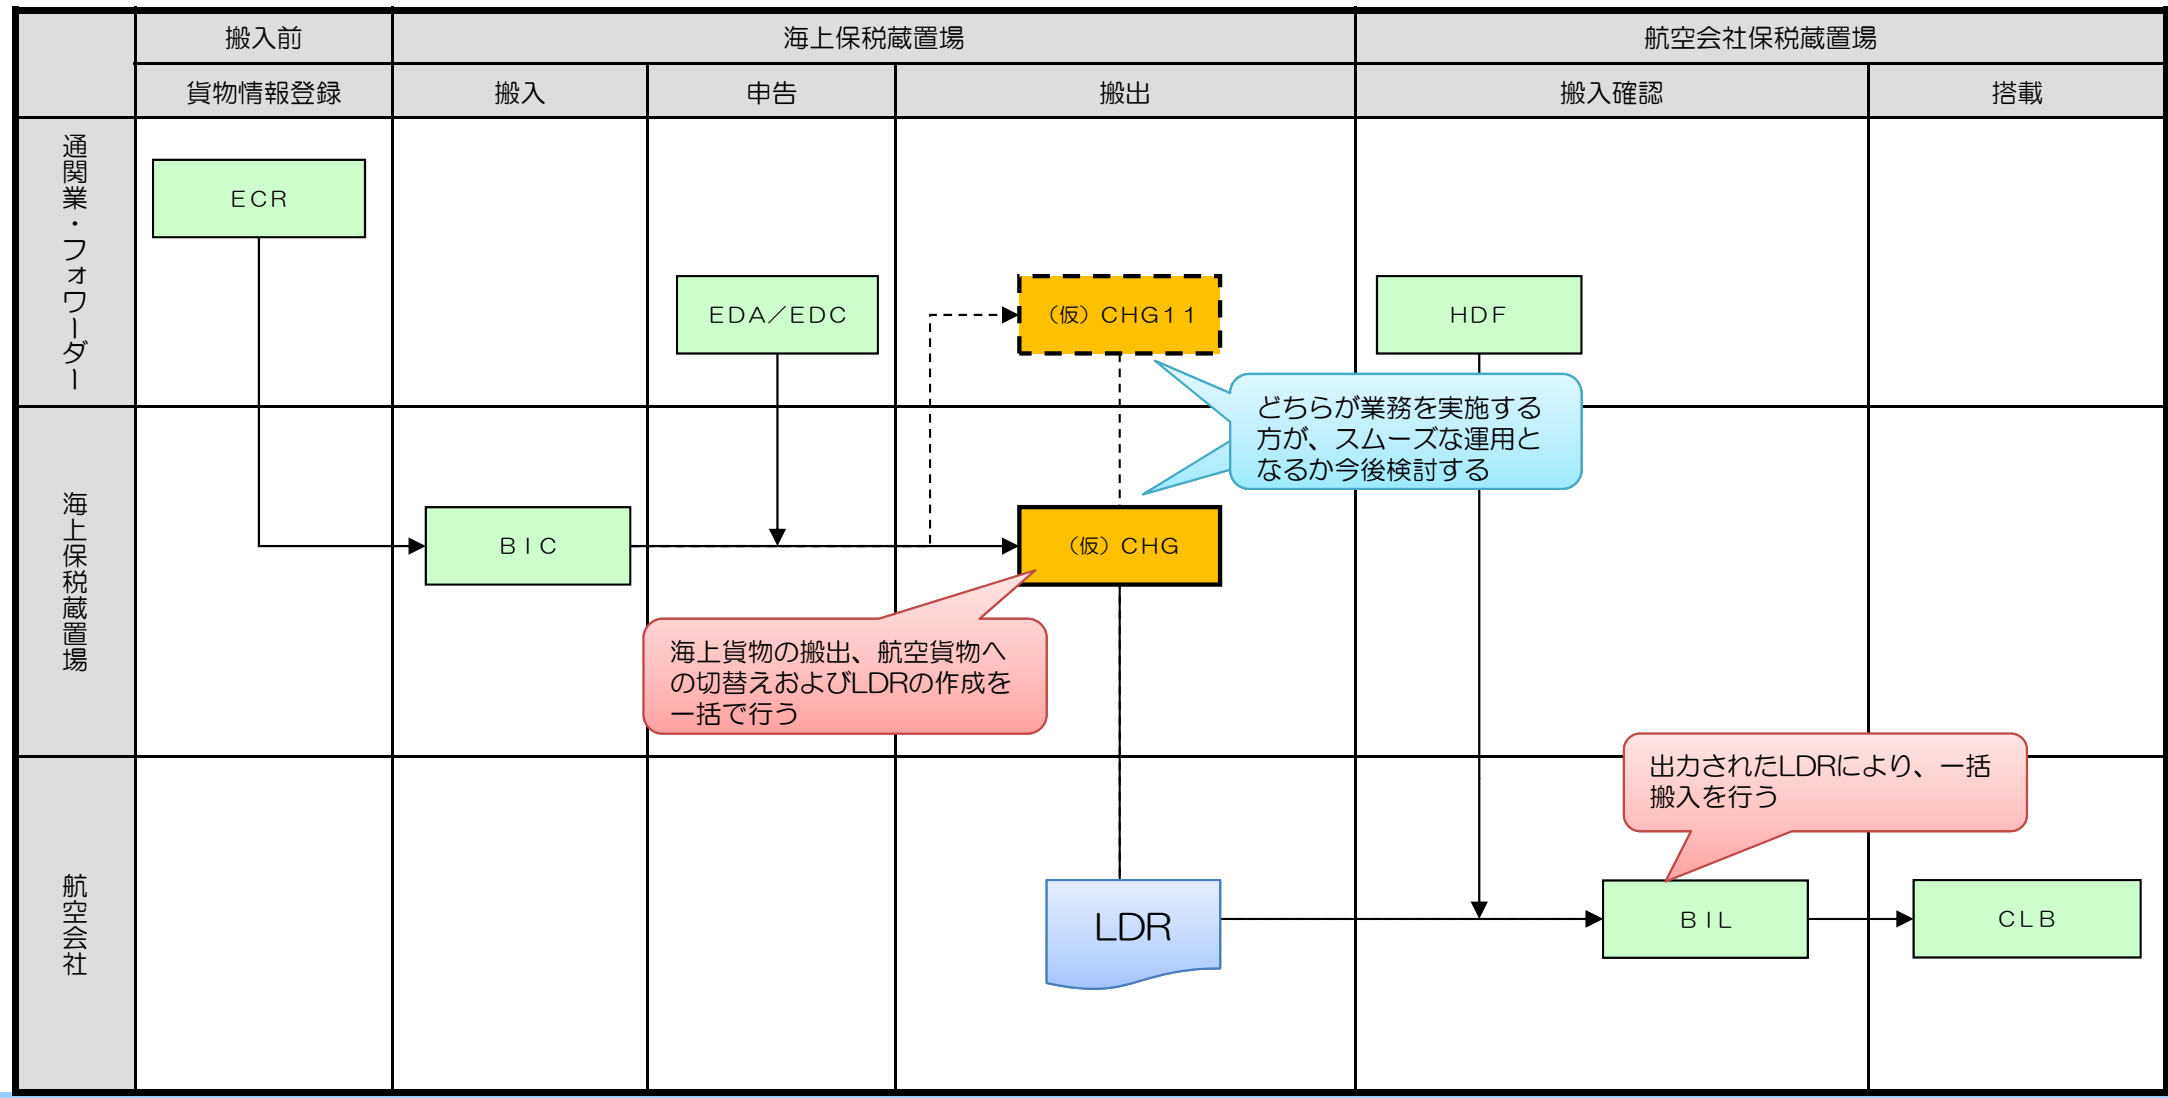 搬入前
海上保税蔵置場
航空会社保税蔵置場
貨物情報登録
搬入
申告
搬出
搬入確認
搭載
通関業・フォワーダー
ECR
EDA／EDC
（仮）CHG11
HDF
どちらが業務を実施する
方が、スムーズな運用と
なるか今後検討する
海上保税蔵置場
BIC
（仮）CHG
海上貨物の搬出、航空貨物へ
の切替えおよびLDRの作成を
一括で行う
航空会社
出力されたLDRにより、一括
搬入を行う
LDR
BIL
CLB